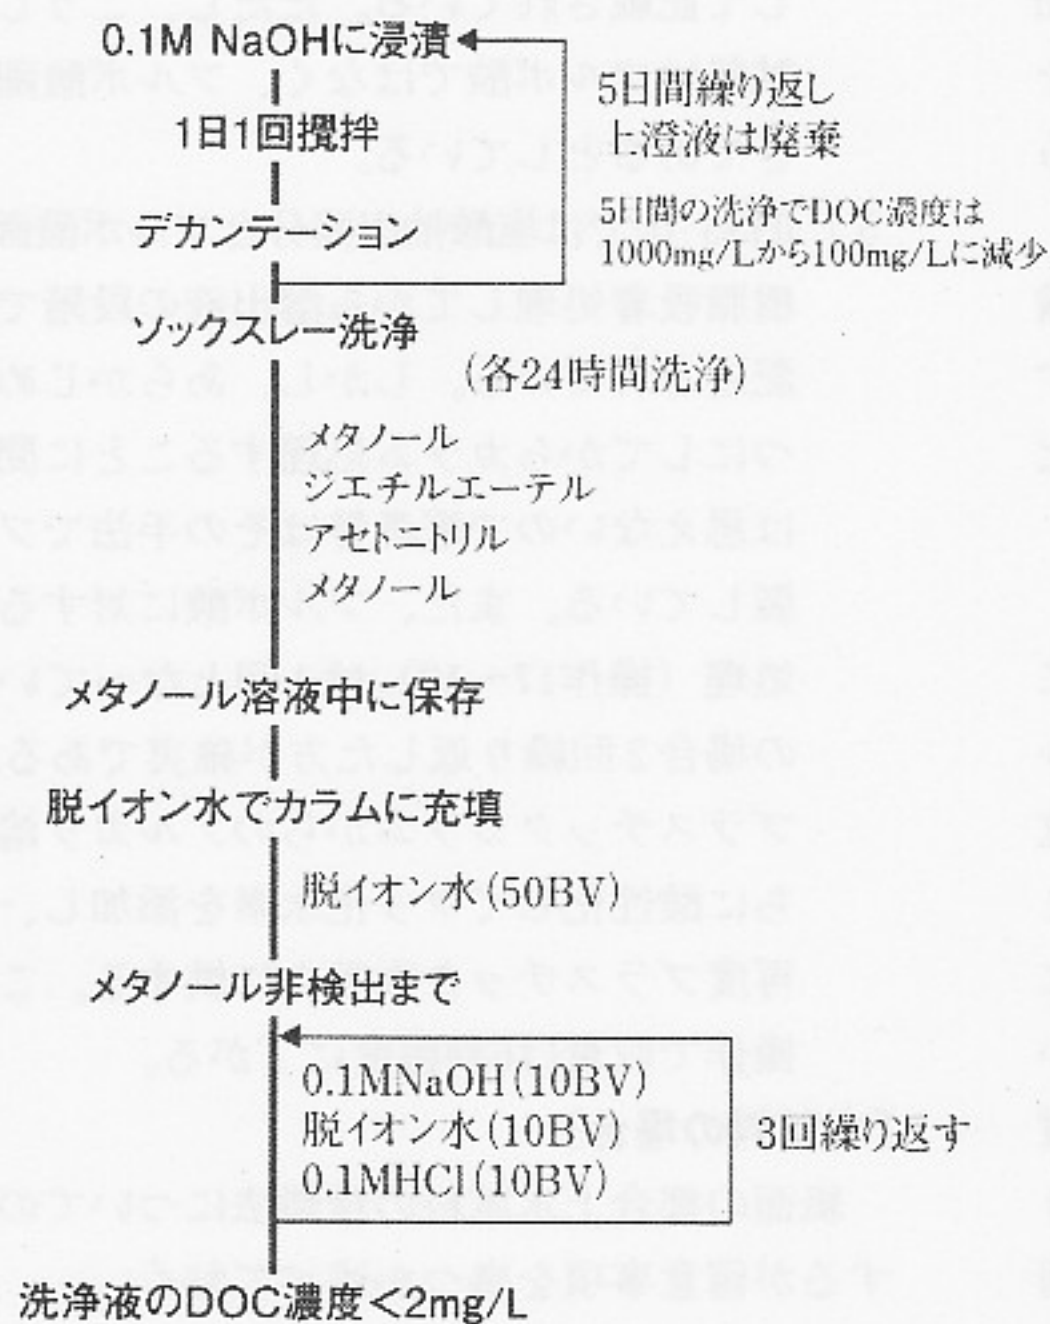 0.1M NaOHに浸漬
5日間繰り返し
1日1回攪拌
上澄液は廃棄
デカンテーション
5日間の洗浄でDOC濃度は
1000mg/Lから100mg/Lに減少
ソックスレー洗浄
(各24時間洗浄)
メタノール
ジエチルエーテル
アセトニトリル
メタノール
メタノール溶液中に保存
脱イオン水でカラムに充填
脱イオン水(50BV)
メタノール非検出まで
0.1MNaOH(10BV)
脱イオン水(10BV)
3回繰り返す
0.1MHCl(10BV)
洗浄液のDOC濃度<2mg/L